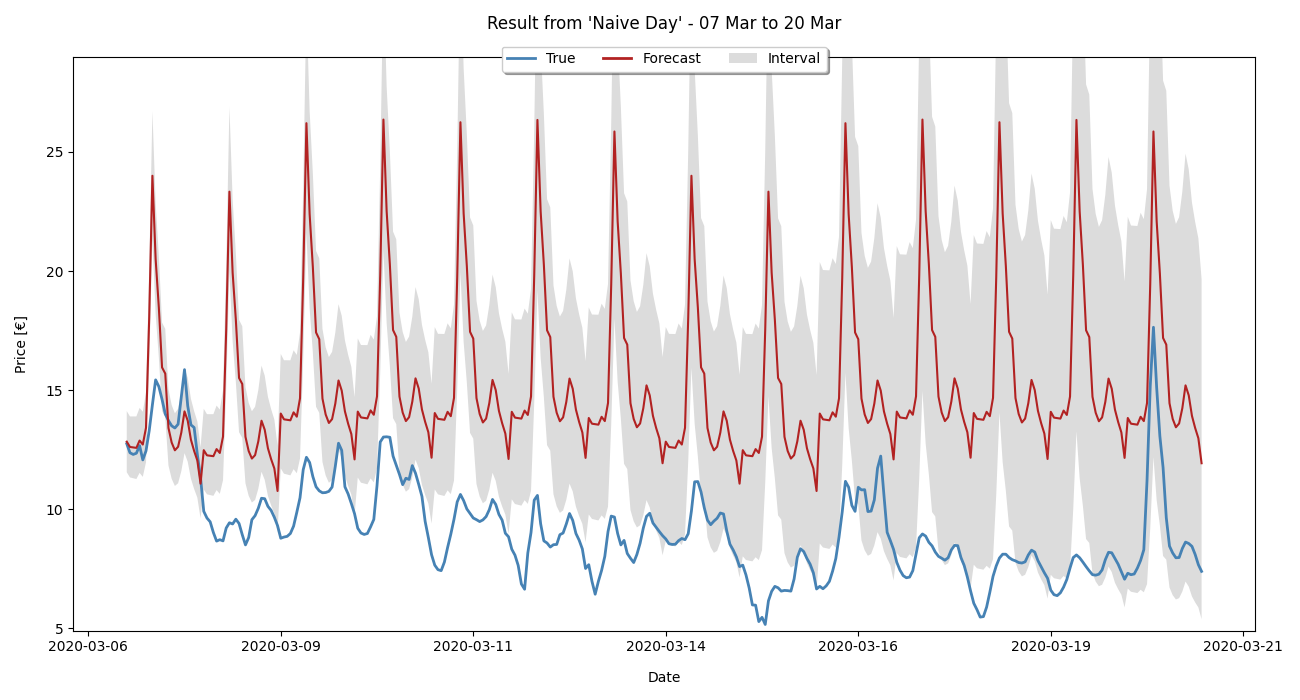 Result from 'Naive Day' - 07 Mar to 20 Mar
True Forecast Interval
25
20
15
10
5
Price [€]
2020-03-06 2020-03-09 2020-03-11 2020-03-14 2020-03-16 2020-03-19 2020-03-21
Date